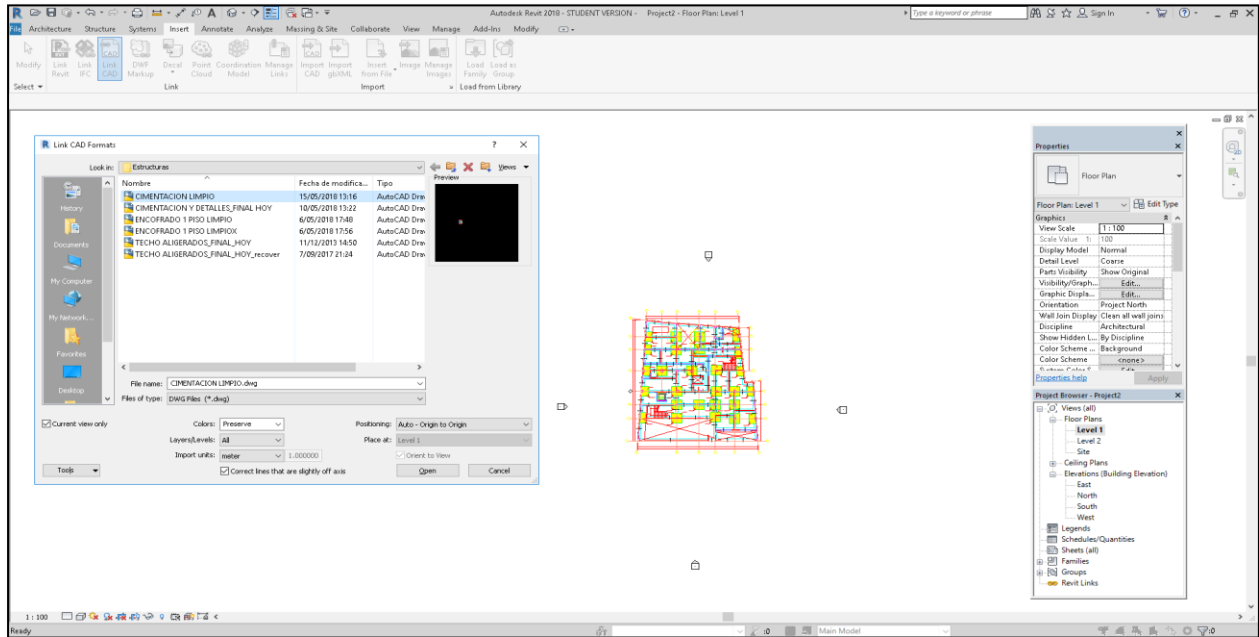 Autodesk Revit 2018 - STUDENT VERSION - Project2 - Floor Plan: Level 1
Type a keyword or phrase
Sign In
File Architecture Structure Systems Insert Annotate Analyze Massing & Site Collaborate View Manage Add-Ins Modify
Modify Link Revit Link IFC Link CAD DWF Markup Decal Point Cloud Coordination Model Manage Links Import CAD Import gbXML Insert from File Image Manage Images Load Family Load as Group
Select Link Import Load from Library
Link CAD Formats
Look in: Estructuras Views
Nombre Fecha de modifica... Tipo Preview
CIMENTACION LIMPIO 15/05/2018 13:16 AutoCAD Drav
CIMENTACION Y DETALLES_FINAL HOY 10/05/2018 13:22 AutoCAD Drav
ENCOFRADO 1 PISO LIMPIO 6/05/2018 17:48 AutoCAD Drav
ENCOFRADO 1 PISO LIMPIOX 6/05/2018 17:56 AutoCAD Drav
TECHO ALIGERADOS_FINAL_HOY 11/12/2013 14:50 AutoCAD Drav
TECHO ALIGERADOS_FINAL_HOY_recover 7/09/2017 21:24 AutoCAD Drav
History
Documents
My Computer
My Network...
Favorites
Desktop
File name: CIMENTACION LIMPIO.dwg
Files of type: DWG Files (*.dwg)
Current view only
Colors: Preserve
Positioning: Auto - Origin to Origin
Layers/Levels: All
Place at: Level 1
Import units: meter 1.000000
Orient to View
Correct lines that are slightly off axis
Tools
Open
Cancel
Properties
Floor Plan
Floor Plan: Level 1 Edit Type
Graphics
View Scale 1 : 100
Scale Value 1: 100
Display Model Normal
Detail Level Coarse
Parts Visibility Show Original
Visibility/Graph... Edit...
Graphic Displa... Edit...
Orientation Project North
Wall Join Display Clean all wall joins
Discipline Architectural
Show Hidden L... By Discipline
Color Scheme ... Background
Color Scheme <none>
Properties help Apply
Project Browser - Project2
Views (all)
Floor Plans
Level 1
Level 2
Site
Ceiling Plans
Elevations (Building Elevation)
East
North
South
West
Legends
Schedules/Quantities
Sheets (all)
Families
Groups
Revit Links
1 : 100
Ready
:0
Main Model
:0